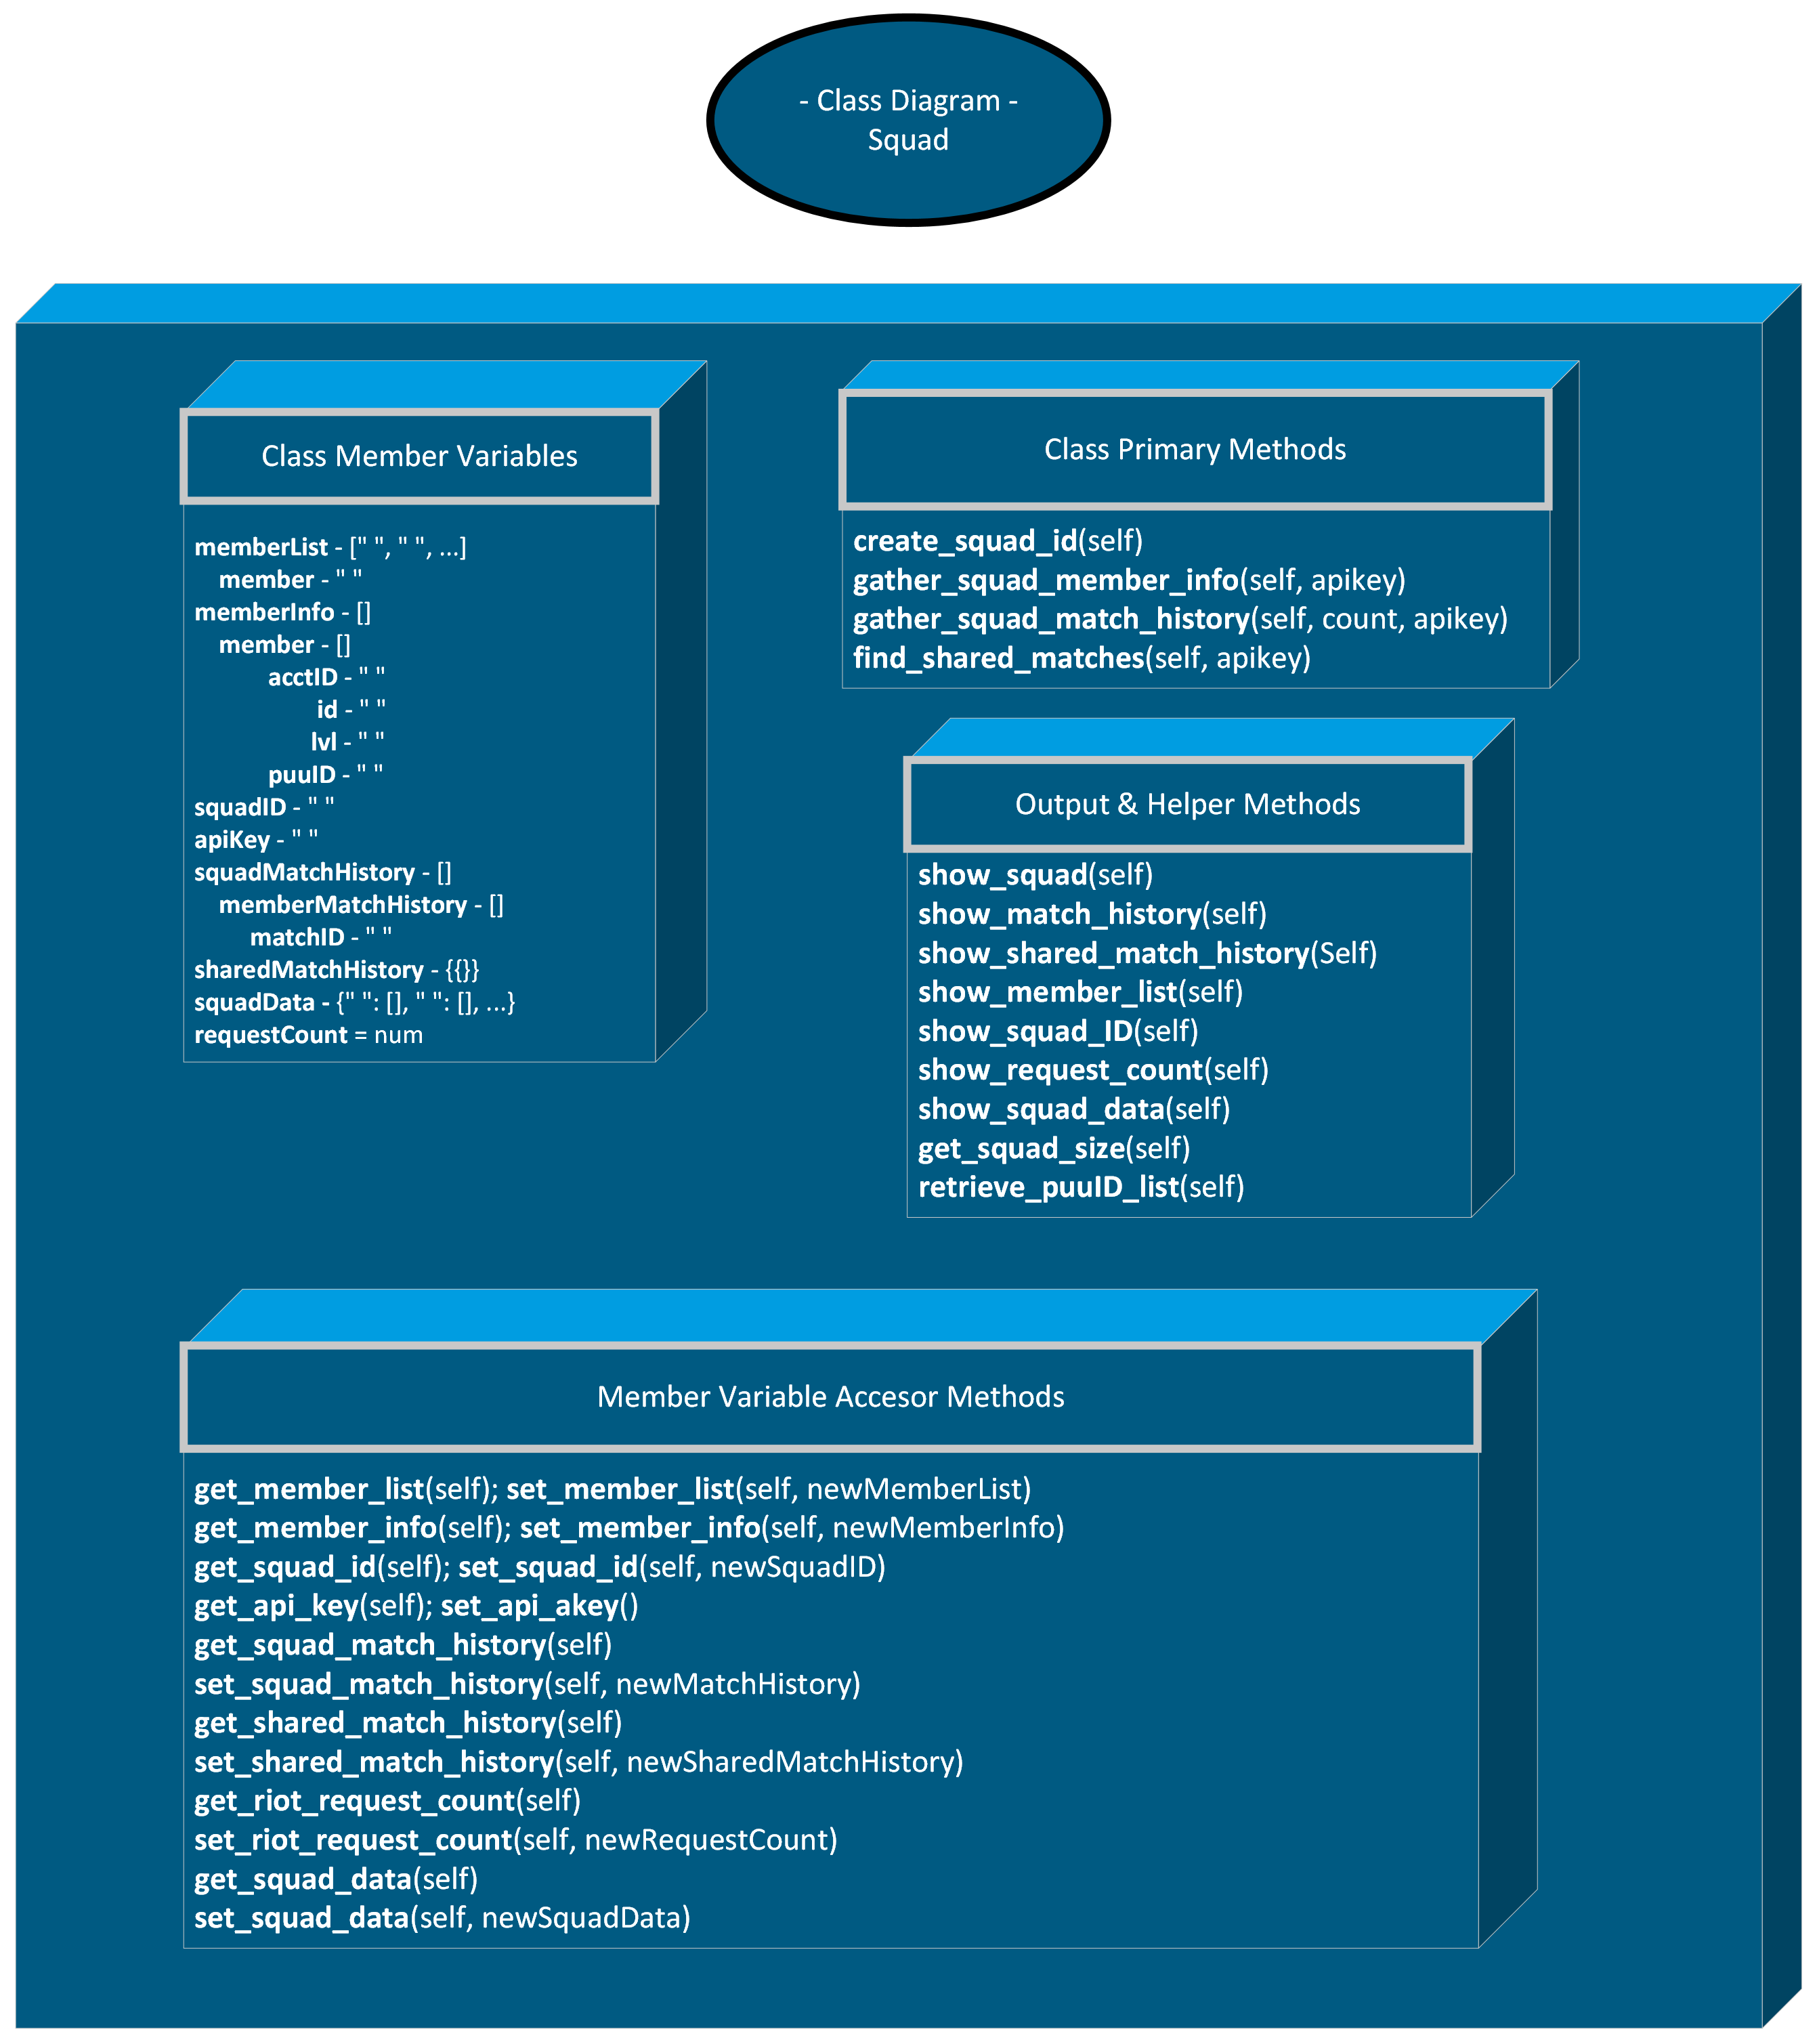 - Class Diagram -
Squad
Class Member Variables
memberList - [" ", " ", ...]
member - " "
memberInfo - []
member - []
acctID - " "
id - " "
lvl - " "
puuID - " "
squadID - " "
apiKey - " "
squadMatchHistory - []
memberMatchHistory - []
matchID - " "
sharedMatchHistory - {{}}
squadData - {" ": [], " ": [], ...}
requestCount = num
Class Primary Methods
create_squad_id(self)
gather_squad_member_info(self, apikey)
gather_squad_match_history(self, count, apikey)
find_shared_matches(self, apikey)
Output & Helper Methods
show_squad(self)
show_match_history(self)
show_shared_match_history(Self)
show_member_list(self)
show_squad_ID(self)
show_request_count(self)
show_squad_data(self)
get_squad_size(self)
retrieve_puuID_list(self)
Member Variable Accesor Methods
get_member_list(self); set_member_list(self, newMemberList)
get_member_info(self); set_member_info(self, newMemberInfo)
get_squad_id(self); set_squad_id(self, newSquadID)
get_api_key(self); set_api_akey()
get_squad_match_history(self)
set_squad_match_history(self, newMatchHistory)
get_shared_match_history(self)
set_shared_match_history(self, newSharedMatchHistory)
get_riot_request_count(self)
set_riot_request_count(self, newRequestCount)
get_squad_data(self)
set_squad_data(self, newSquadData)